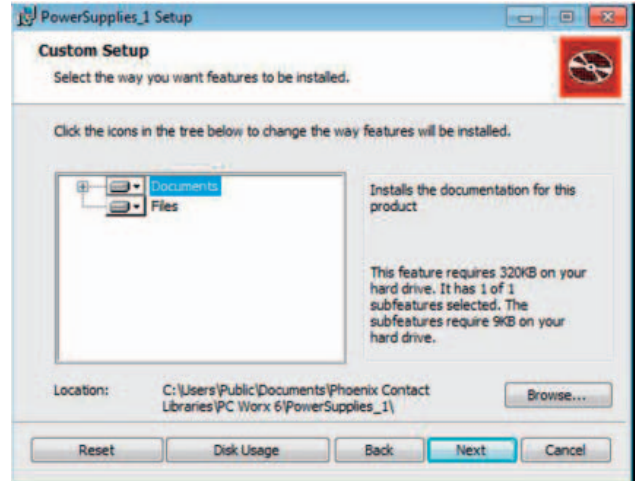 PowerSupplies_1 Setup
Custom Setup
Select the way you want features to be installed.
Click the icons in the tree below to change the way features will be installed.
Documents
Files
Installs the documentation for this
product
This feature requires 320KB on your
hard drive. It has 1 of 1
subfeatures selected. The
subfeatures require 9KB on your
hard drive.
Location:
C:\Users\Public\Documents\Phoenix Contact
Libraries\PC Worx 6\PowerSupplies_1\
Browse...
Reset
Disk Usage
Back
Next
Cancel